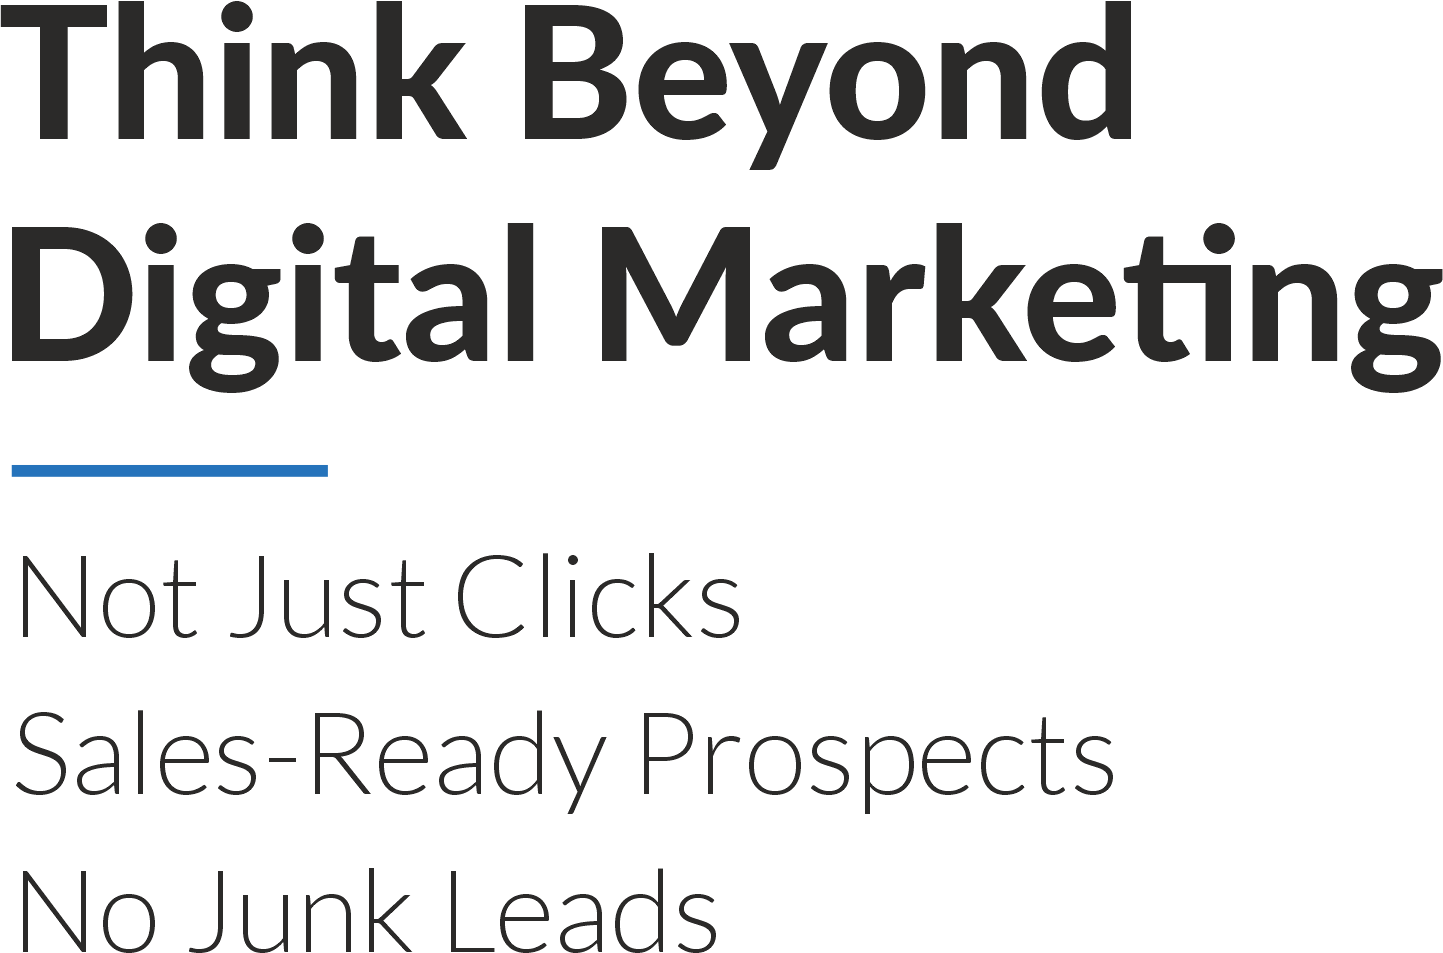 Think Beyond
Digital Marketing
Not Just Clicks
Sales-Ready Prospects
No Junk Leads